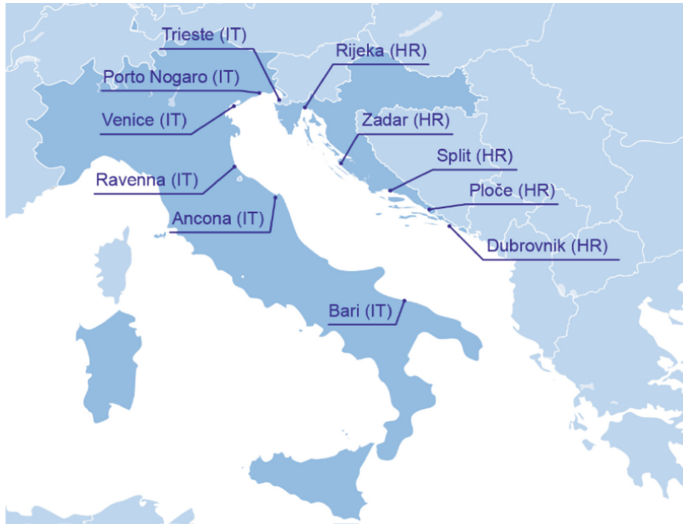 Trieste (IT)
Rijeka (HR)
Porto Nogaro (IT)
Venice (IT)
Zadar (HR)
Split (HR)
Ravenna (IT)
Ploče (HR)
Ancona (IT)
Dubrovnik (HR)
Bari (IT)